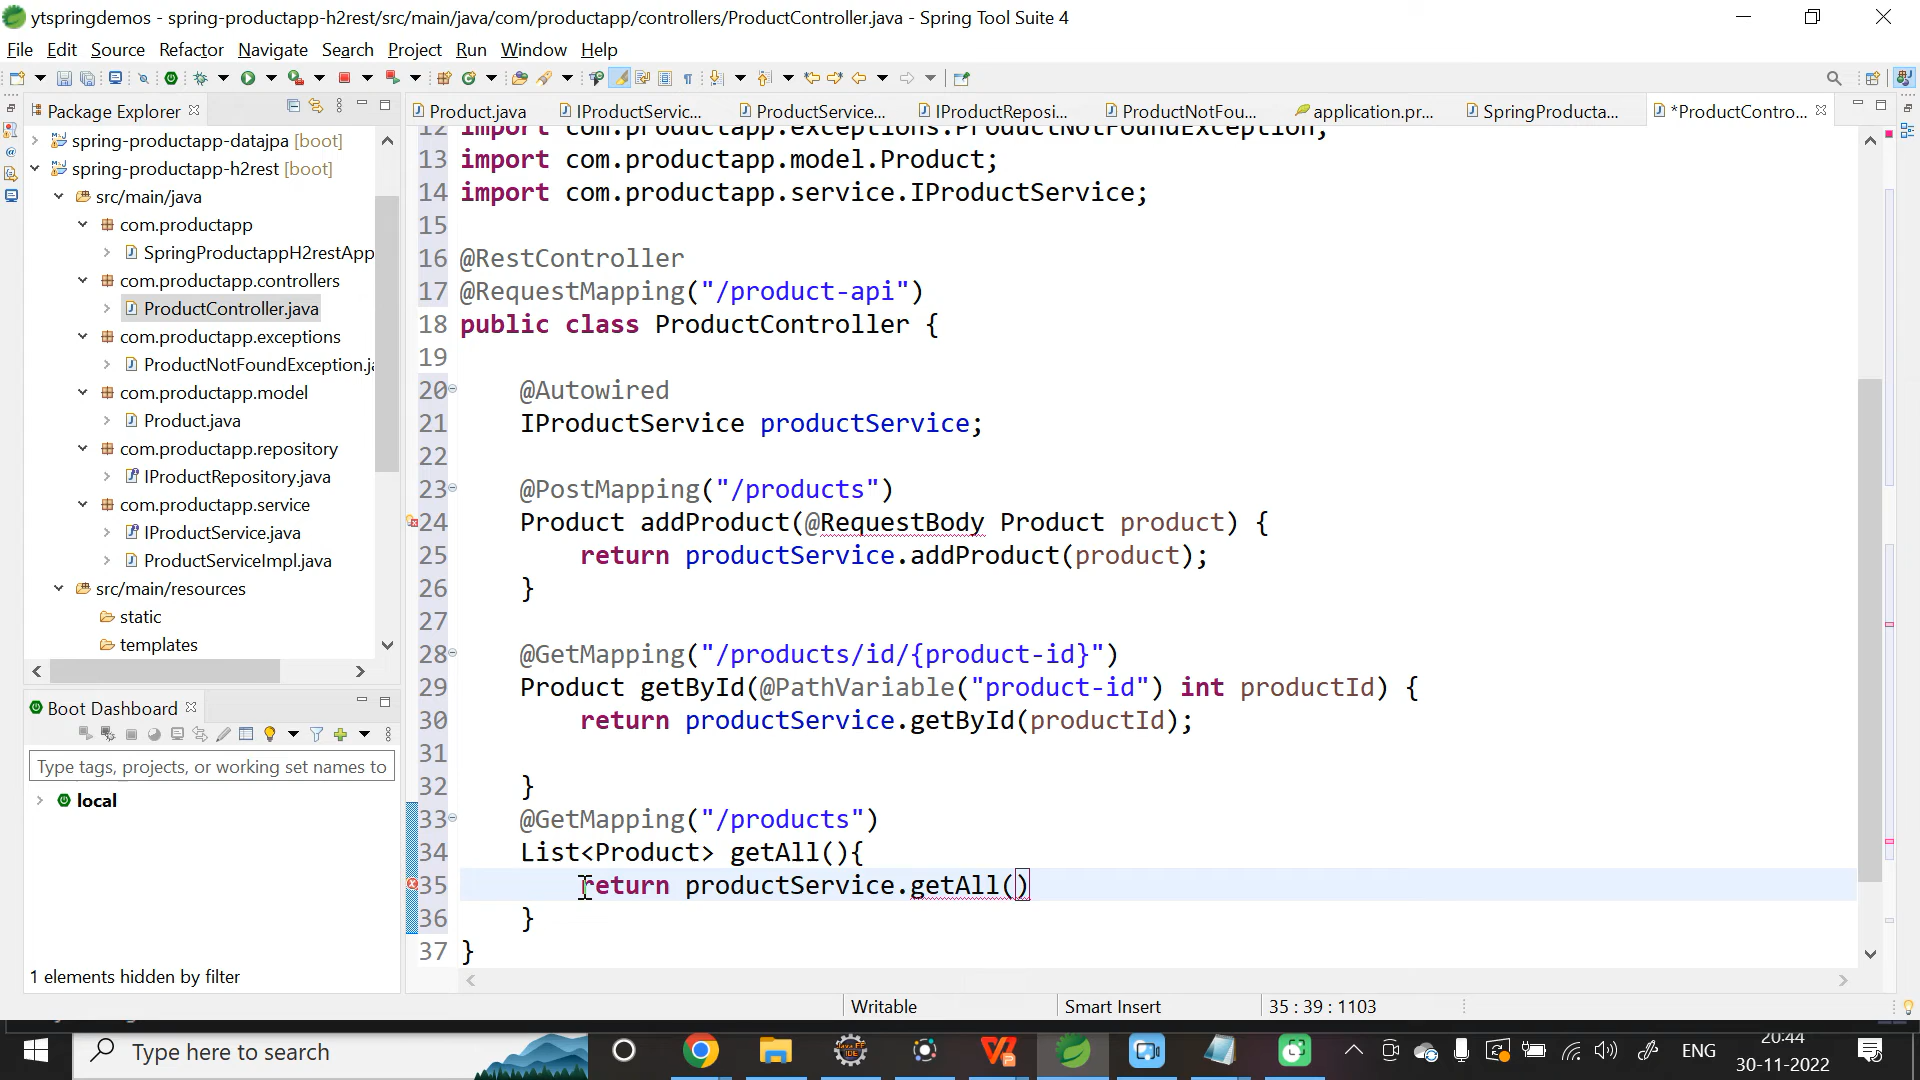 ytspringdemos - spring-productapp-h2rest/src/main/java/com/productapp/controllers/ProductController.java - Spring Tool Suite 4
File Edit Source Refactor Navigate Search Project Run Window Help
Package Explorer
spring-productapp-datajpa [boot]
spring-productapp-h2rest [boot]
src/main/java
com.productapp
SpringProductappH2restApp
com.productapp.controllers
ProductController.java
com.productapp.exceptions
ProductNotFoundException.ja
com.productapp.model
Product.java
com.productapp.repository
IProductRepository.java
com.productapp.service
IProductService.java
ProductServiceImpl.java
src/main/resources
static
templates
Boot Dashboard
Type tags, projects, or working set names to
local
1 elements hidden by filter
Product.java IProductServic... ProductService... IProductReposi... ProductNotFou... application.pr... SpringProducta... *ProductContro...
12 import com.productapp.exceptions.ProductNotFoundException;
13 import com.productapp.model.Product;
14 import com.productapp.service.IProductService;
15
16 @RestController
17 @RequestMapping("/product-api")
18 public class ProductController {
19
20 @Autowired
21 IProductService productService;
22
23 @PostMapping("/products")
24 Product addProduct(@RequestBody Product product) {
25 return productService.addProduct(product);
26 }
27
28 @GetMapping("/products/id/{product-id}")
29 Product getById(@PathVariable("product-id") int productId) {
30 return productService.getById(productId);
31
32 }
33 @GetMapping("/products")
34 List<Product> getAll(){
35 return productService.getAll()
36 }
37 }
Writable Smart Insert 35 : 39 : 1103
Type here to search
ENG
20:44
30-11-2022